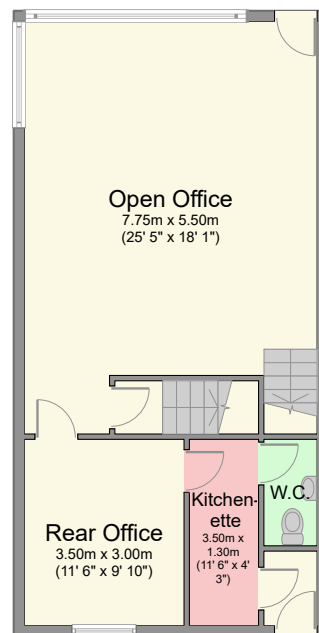 Open Office
7.75m x 5.50m
(25' 5" x 18' 1")
Rear Office
3.50m x 3.00m
(11' 6" x 9' 10")
Kitchen-
ette
3.50m x
1.30m
(11' 6" x 4'
3")
W.C.